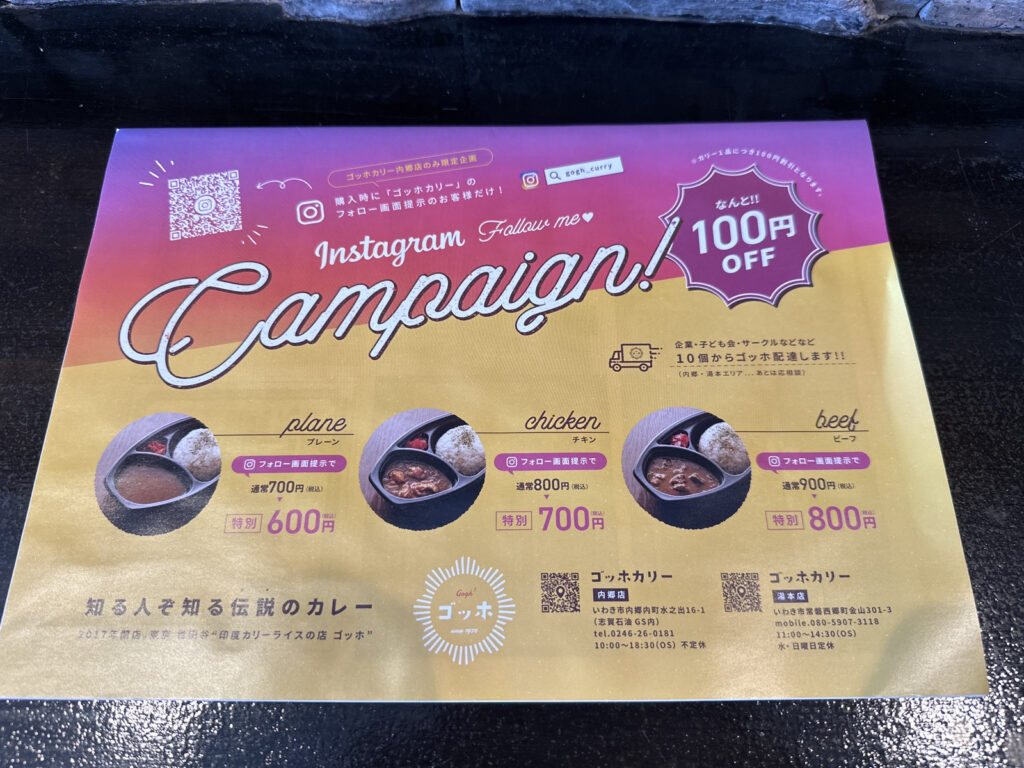 ゴッホカリー内郷店のみ限定企画
購入時に「ゴッホカリー」の
フォロー画面提示のお客様だけ!
gogh_curry
※カリー1品につき100円割引となります。
なんと!!
100円
OFF
Instagram Follow me
Campaign!
企業・子ども会・サークルなどなど
10個からゴッホ配達します!!
(内郷・湯本エリア...あとは応相談)
plane
プレーン
フォロー画面提示で
通常700円(税込)
特別 600円(税込)
chicken
チキン
フォロー画面提示で
通常800円(税込)
特別 700円(税込)
beef
ビーフ
フォロー画面提示で
通常900円(税込)
特別 800円(税込)
知る人ぞ知る伝説のカレー
2017年閉店、東京 世田谷"印度カリーライスの店 ゴッホ"
Gogh
ゴッホ
since 1974
ゴッホカリー
内郷店
いわき市内郷内町水之出16-1
(志賀石油 GS内)
tel.0246-26-0181
10:00〜18:30(OS) 不定休
ゴッホカリー
湯本店
いわき市常磐西郷町金山301-3
mobile.080-5907-3118
11:00〜14:30(OS)
水・日曜日定休